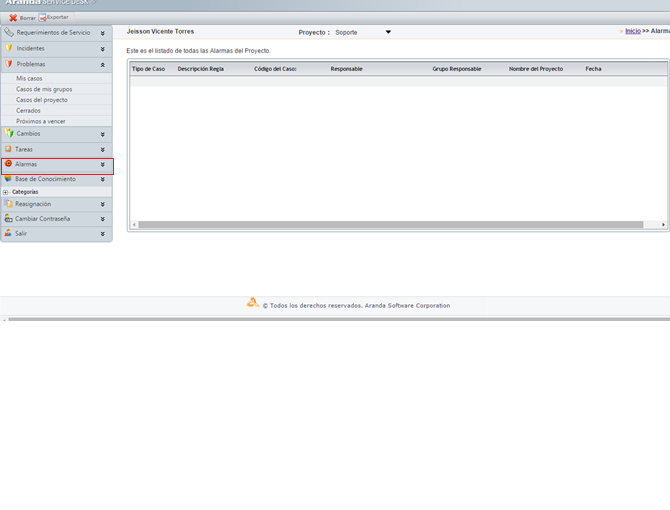 Aranda SERVICE DESK
Borrar Exportar
Requerimientos de Servicio
Jeisson Vicente Torres
Proyecto : Soporte
Inicio >> Alarma
Incidentes
Este es el listado de todas las Alarmas del Proyecto.
Problemas
Tipo de Caso Descripción Regla Código del Caso: Responsable Grupo Responsable Nombre del Proyecto Fecha
Mis casos
Casos de mis grupos
Casos del proyecto
Cerrados
Próximos a vencer
Cambios
Tareas
Alarmas
Base de Conocimiento
Categorías
Reasignación
Cambiar Contraseña
Salir
© Todos los derechos reservados. Aranda Software Corporation